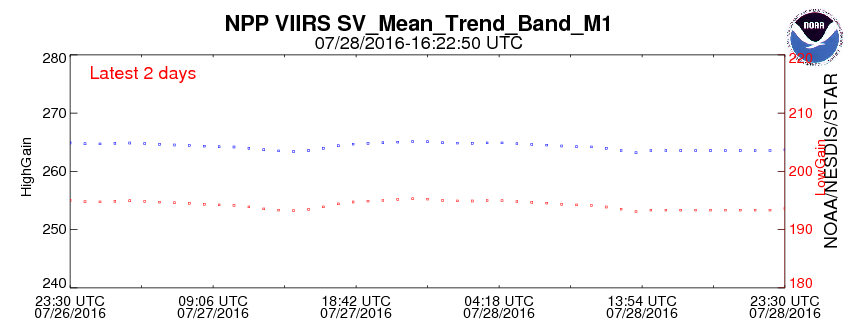 NPP VIIRS SV_Mean_Trend_Band_M1
07/28/2016-16:22:50 UTC
NOAA
Latest 2 days
280
270
260
250
240
HighGain
220
210
200
190
180
LowGain
NOAA/NESDIS/STAR
23:30 UTC 09:06 UTC 18:42 UTC 04:18 UTC 13:54 UTC 23:30 UTC
07/26/2016 07/27/2016 07/27/2016 07/28/2016 07/28/2016 07/28/2016